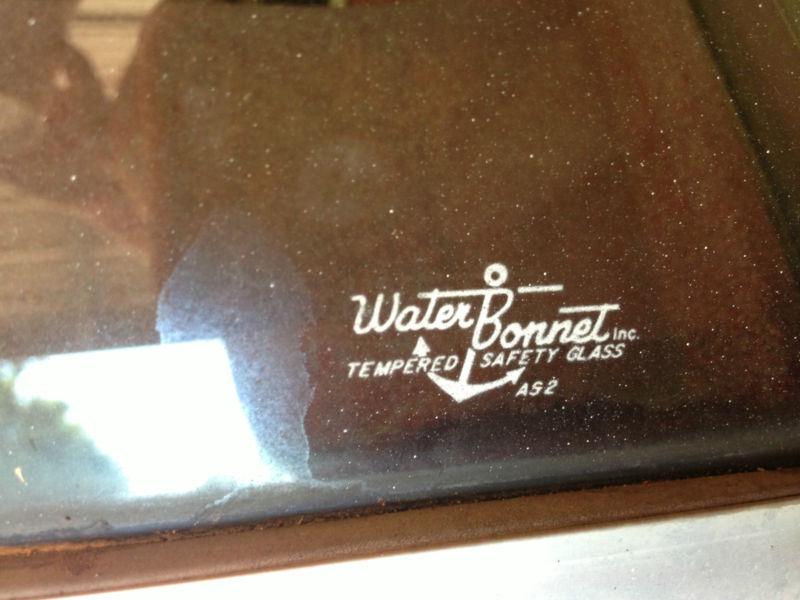 Water Bonnet Inc.
TEMPERED SAFETY GLASS
AS2